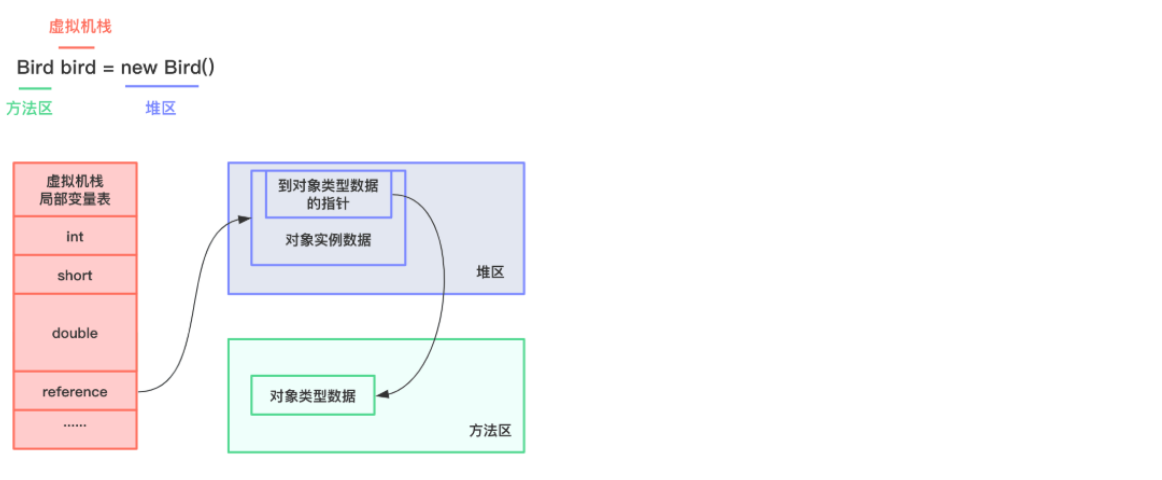 虚拟机栈
Bird bird = new Bird()
方法区
堆区
虚拟机栈
局部变量表
int
short
double
reference
······
到对象类型数据
的指针
对象实例数据
堆区
对象类型数据
方法区